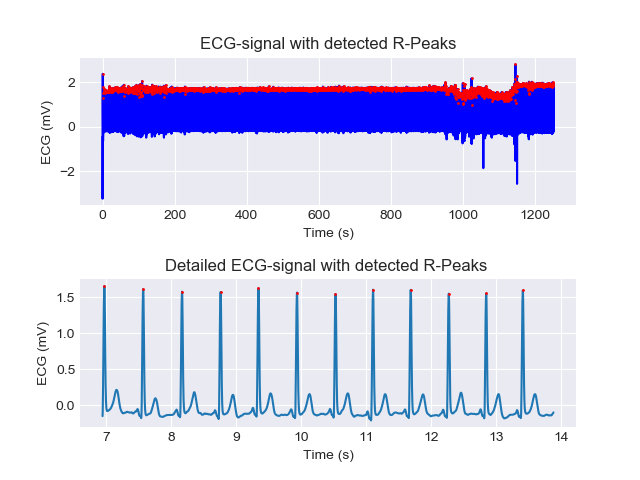 ECG-signal with detected R-Peaks
2
0
−2
ECG (mV)
0 200 400 600 800 1000 1200
Time (s)
Detailed ECG-signal with detected R-Peaks
1.5
1.0
0.5
0.0
ECG (mV)
7 8 9 10 11 12 13 14
Time (s)